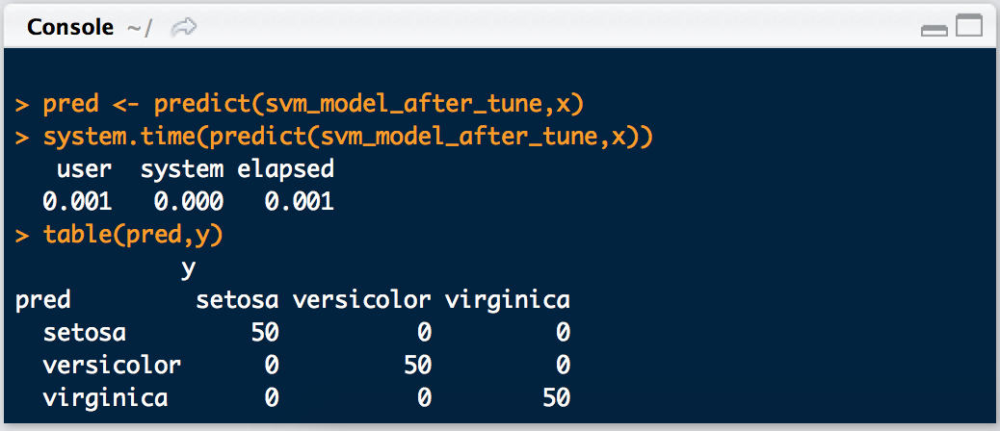 Console ~/
> pred <- predict(svm_model_after_tune,x)
> system.time(predict(svm_model_after_tune,x))
   user  system elapsed
  0.001   0.000   0.001
> table(pred,y)
            y
pred         setosa versicolor virginica
  setosa         50          0         0
  versicolor      0         50         0
  virginica       0          0        50